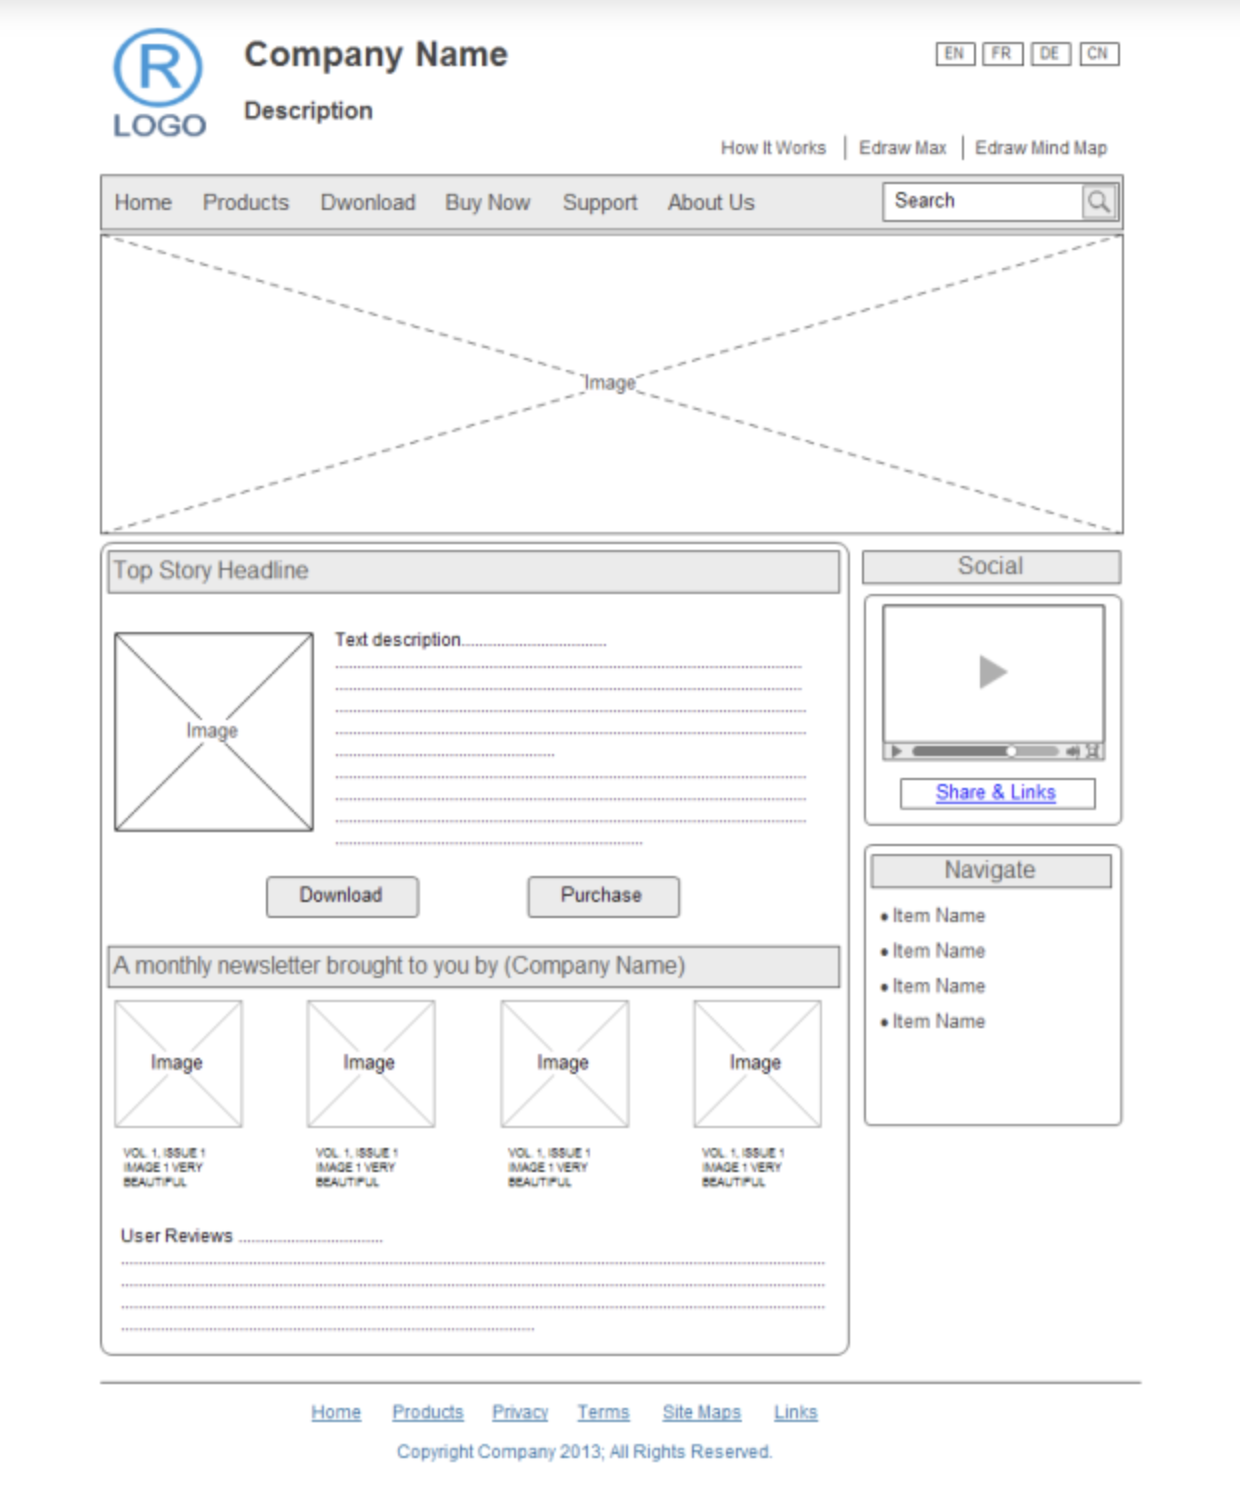 R
LOGO
Company Name
Description
EN FR DE CN
How It Works Edraw Max Edraw Mind Map
Home Products Dwonload Buy Now Support About Us Search
Image
Top Story Headline
Image
Text description
Download Purchase
A monthly newsletter brought to you by (Company Name)
Image Image Image Image
VOL. 1, ISSUE 1
IMAGE 1 VERY
BEAUTIFUL
VOL. 1, ISSUE 1
IMAGE 1 VERY
BEAUTIFUL
VOL. 1, ISSUE 1
IMAGE 1 VERY
BEAUTIFUL
VOL. 1, ISSUE 1
IMAGE 1 VERY
BEAUTIFUL
User Reviews
Social
Share & Links
Navigate
• Item Name
• Item Name
• Item Name
• Item Name
Home Products Privacy Terms Site Maps Links
Copyright Company 2013; All Rights Reserved.